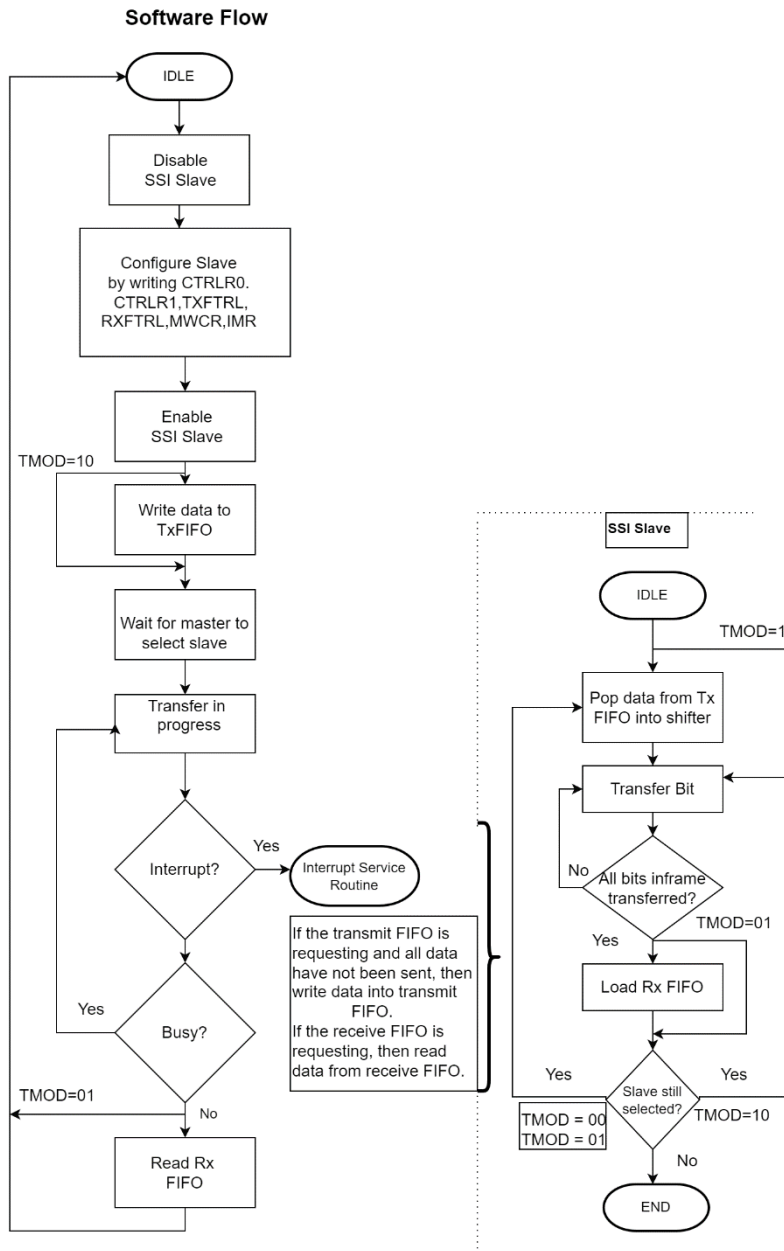 Software Flow
IDLE
Disable
SSI Slave
Configure Slave
by writing CTRLR0.
CTRLR1,TXFTRL,
RXFTRL,MWCR,IMR
Enable
SSI Slave
TMOD=10
Write data to
TxFIFO
Wait for master to
select slave
Transfer in
progress
Interrupt?
Yes
Interrupt Service
Routine
If the transmit FIFO is
requesting and all data
have not been sent, then
write data into transmit
FIFO.
If the receive FIFO is
requesting, then read
data from receive FIFO.
Busy?
Yes
No
TMOD=01
Read Rx
FIFO
SSI Slave
IDLE
TMOD=1
Pop data from Tx
FIFO into shifter
Transfer Bit
No
All bits inframe
transferred?
TMOD=01
Yes
Load Rx FIFO
Yes
Slave still
selected?
Yes
TMOD = 00
TMOD = 01
TMOD=10
No
END